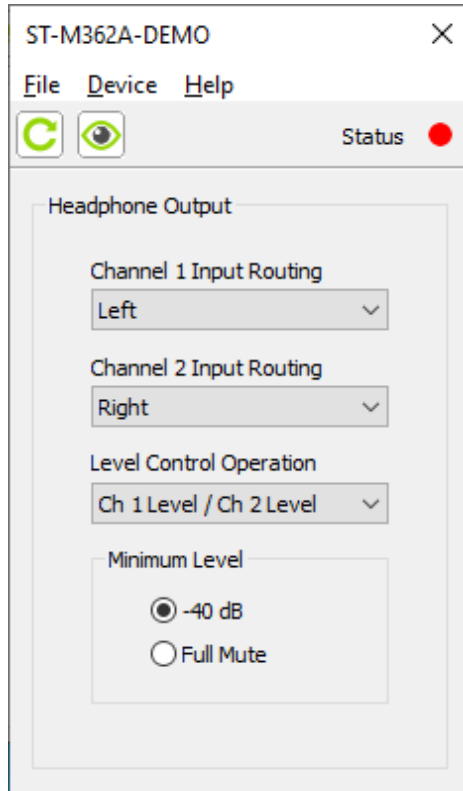 ST-M362A-DEMO
File Device Help
Status
Headphone Output
Channel 1 Input Routing
Left
Channel 2 Input Routing
Right
Level Control Operation
Ch 1 Level / Ch 2 Level
Minimum Level
-40 dB
Full Mute